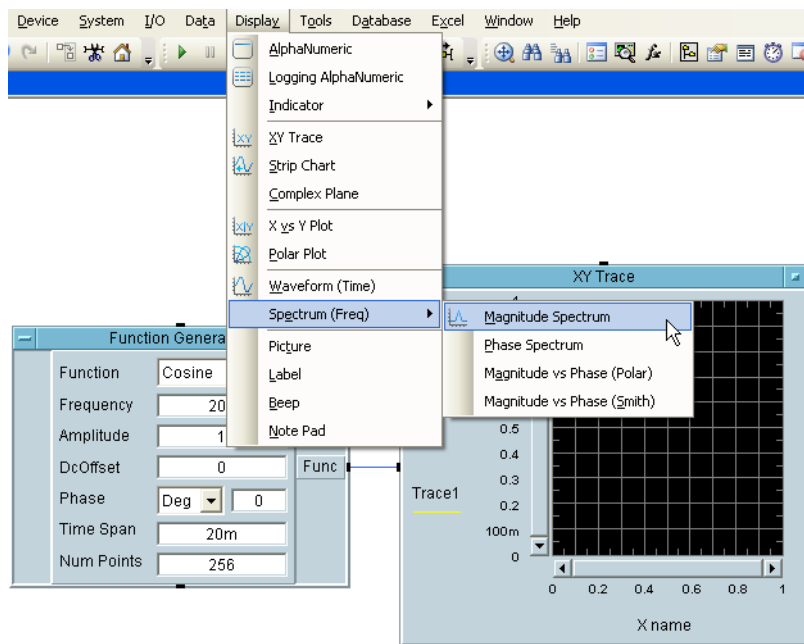 Device System I/O Data Display Tools Database Excel Window Help
AlphaNumeric
Logging AlphaNumeric
Indicator
XY Trace
Strip Chart
Complex Plane
X vs Y Plot
Polar Plot
Waveform (Time)
Spectrum (Freq)
Picture
Label
Beep
Note Pad
Magnitude Spectrum
Phase Spectrum
Magnitude vs Phase (Polar)
Magnitude vs Phase (Smith)
Function Genera
Function Cosine
Frequency 20
Amplitude 1
DcOffset 0
Phase Deg 0
Time Span 20m
Num Points 256
Func
XY Trace
0.5
0.3
0.2
100m
0
Trace1
0 0.2 0.4 0.6 0.8 1
X name